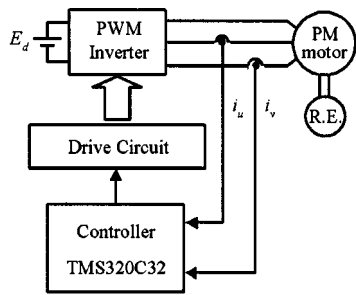 E_d
PWM
Inverter
PM
motor
R.E.
i_u
i_v
Drive Circuit
Controller
TMS320C32